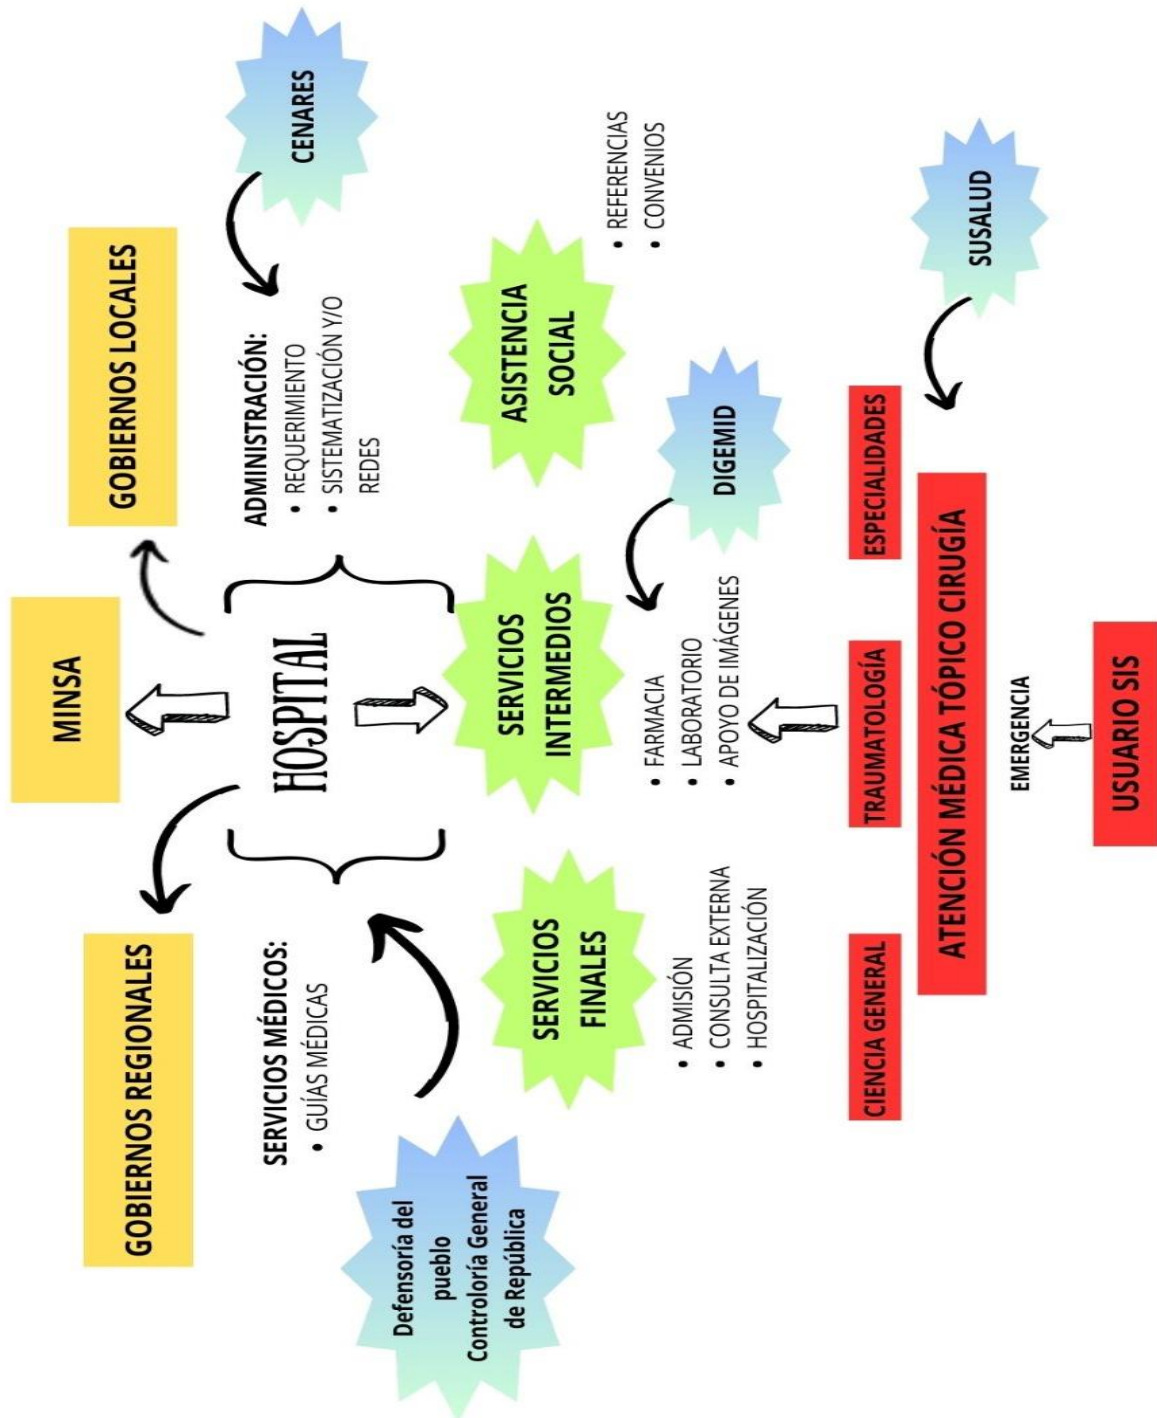 MINSA
GOBIERNOS REGIONALES
GOBIERNOS LOCALES
HOSPITAL
SERVICIOS MÉDICOS:
• GUÍAS MÉDICAS
ADMINISTRACIÓN:
• REQUERIMIENTO
• SISTEMATIZACIÓN Y/O
REDES
CENARES
Defensoría del
pueblo
Controloría General
de República
SERVICIOS
FINALES
• ADMISIÓN
• CONSULTA EXTERNA
• HOSPITALIZACIÓN
SERVICIOS
INTERMEDIOS
• FARMACIA
• LABORATORIO
• APOYO DE IMÁGENES
ASISTENCIA
SOCIAL
• REFERENCIAS
• CONVENIOS
DIGEMID
CIENCIA GENERAL
TRAUMATOLOGÍA
ESPECIALIDADES
SUSALUD
ATENCIÓN MÉDICA TÓPICO CIRUGÍA
EMERGENCIA
USUARIO SIS